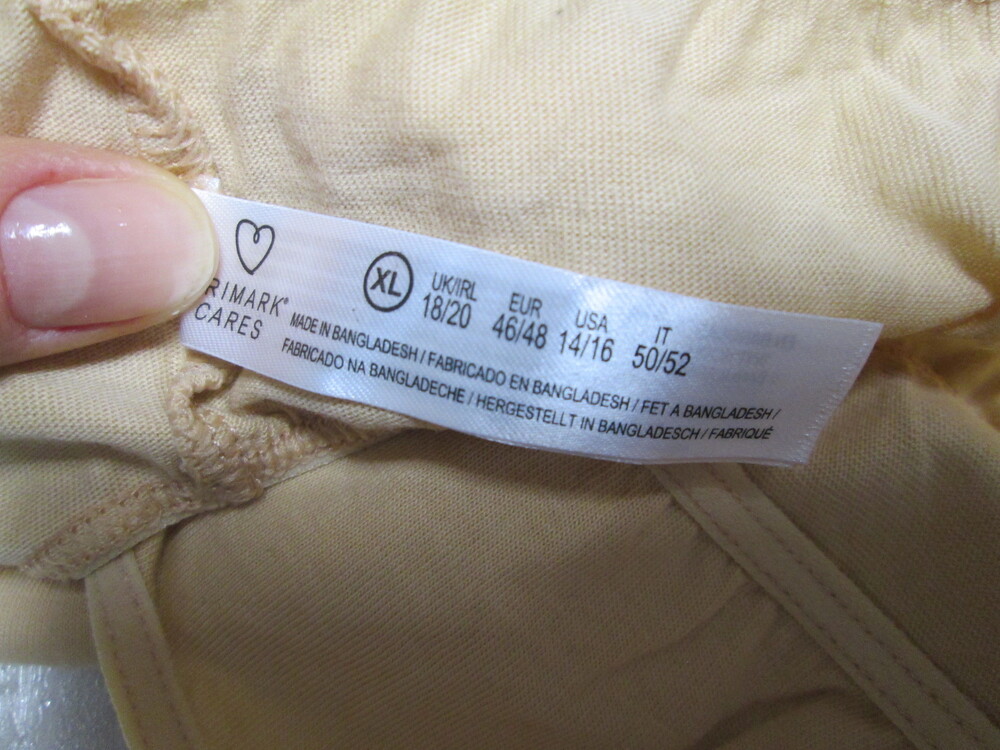 RIMARK®
CARES
XL
UK/IRL EUR USA IT
18/20 46/48 14/16 50/52
MADE IN BANGLADESH / FABRICADO EN BANGLADESH / FET A BANGLADESH /
FABRICADO NA BANGLADECHE / HERGESTELLT IN BANGLADESCH / FABRIQUÉ